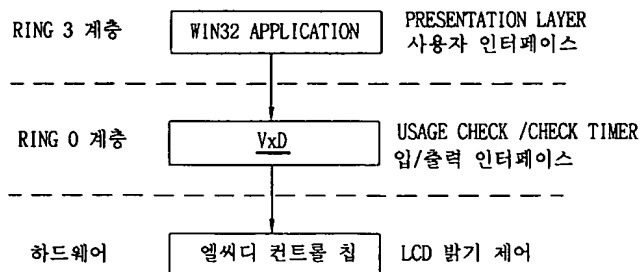 RING 3 계층
WIN32 APPLICATION
PRESENTATION LAYER
사용자 인터페이스
RING 0 계층
VxD
USAGE CHECK /CHECK TIMER
입/출력 인터페이스
하드웨어
엘씨디 컨트롤 칩
LCD 밝기 제어